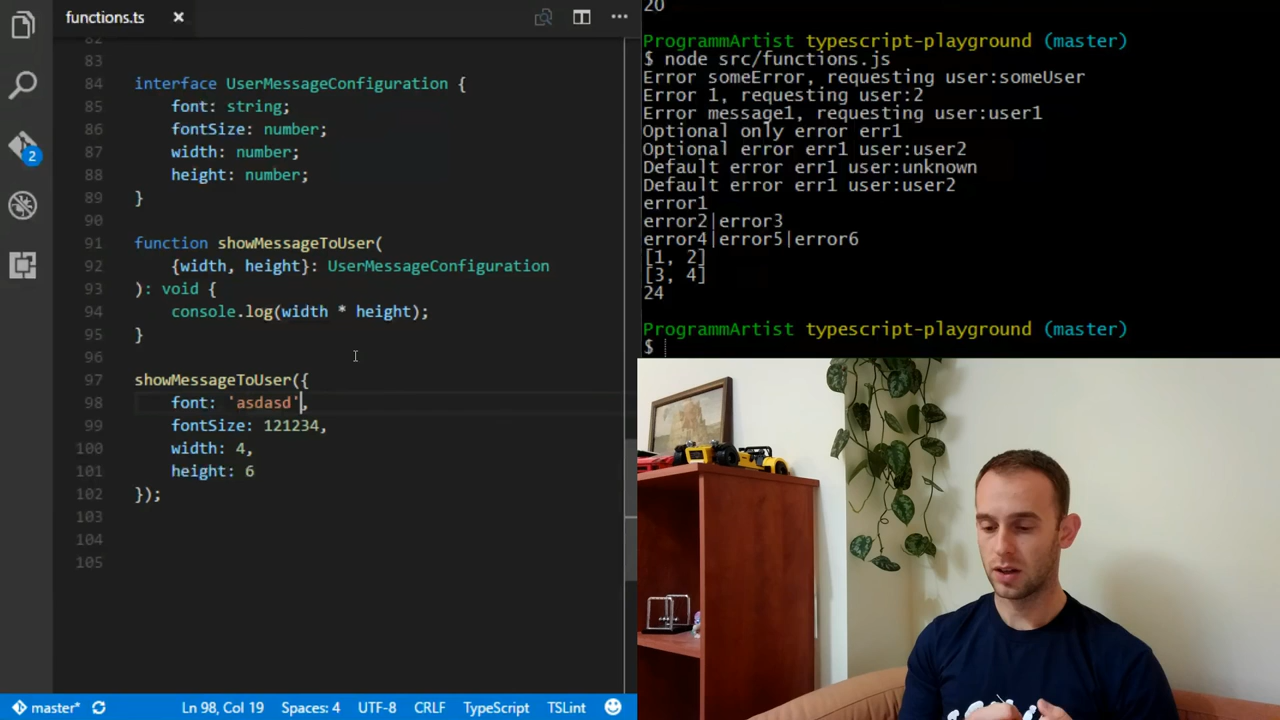 functions.ts
82
83
84 interface UserMessageConfiguration {
85 font: string;
86 fontSize: number;
87 width: number;
88 height: number;
89 }
90
91 function showMessageToUser(
92 {width, height}: UserMessageConfiguration
93 ): void {
94 console.log(width * height);
95 }
96
97 showMessageToUser({
98 font: 'asdasd',
99 fontSize: 121234,
100 width: 4,
101 height: 6
102 });
103
104
105
2
master* Ln 98, Col 19 Spaces: 4 UTF-8 CRLF TypeScript TSLint
20
ProgrammArtist typescript-playground (master)
$ node src/functions.js
Error someError, requesting user:someUser
Error 1, requesting user:2
Error message1, requesting user:user1
Optional only error err1
Optional error err1 user:user2
Default error err1 user:unknown
Default error err1 user:user2
error1
error2|error3
error4|error5|error6
[1, 2]
[3, 4]
24
ProgrammArtist typescript-playground (master)
$